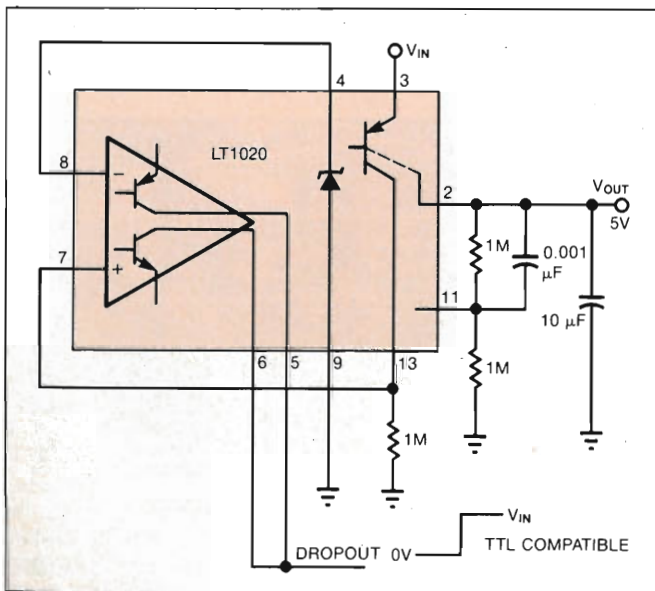 VIN
4
3
LT1020
8
−
2
VOUT
5V
1M
0.001
µF
7
+
11
10 µF
1M
6
5
9
13
1M
VIN
DROPOUT 0V
TTL COMPATIBLE